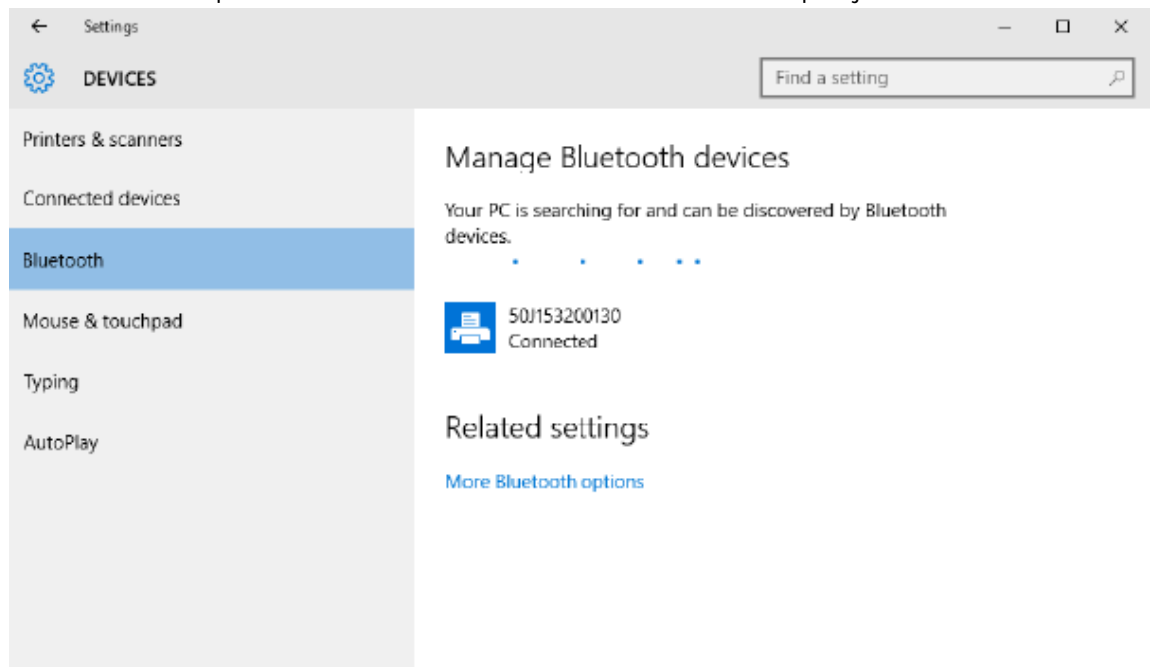 Settings
DEVICES
Find a setting
Printers & scanners
Connected devices
Bluetooth
Mouse & touchpad
Typing
AutoPlay
Manage Bluetooth devices
Your PC is searching for and can be discovered by Bluetooth
devices.
50J153200130
Connected
Related settings
More Bluetooth options